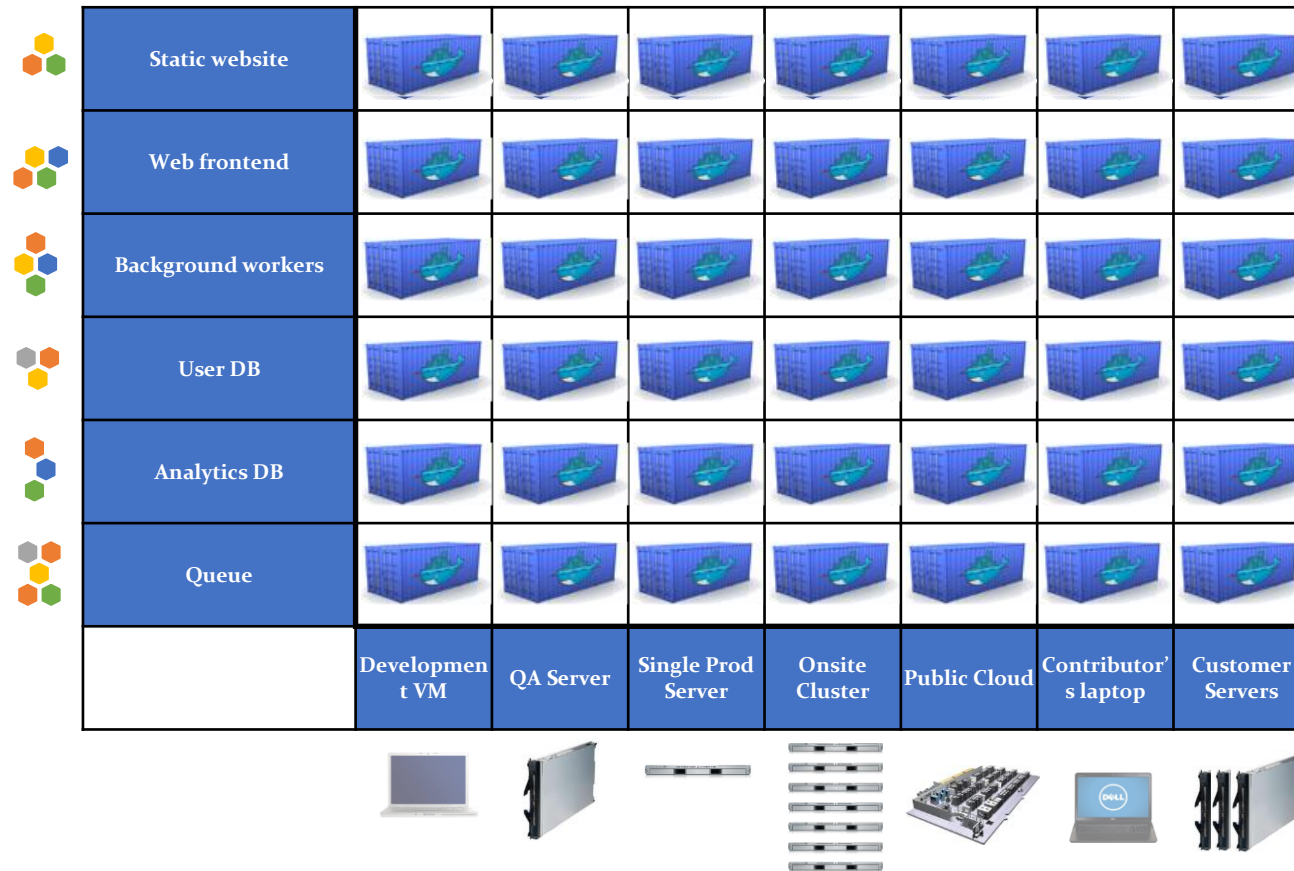 Static website
Web frontend
Background workers
User DB
Analytics DB
Queue
Developmen
t VM
QA Server
Single Prod
Server
Onsite
Cluster
Public Cloud
Contributor’
s laptop
Customer
Servers
DELL